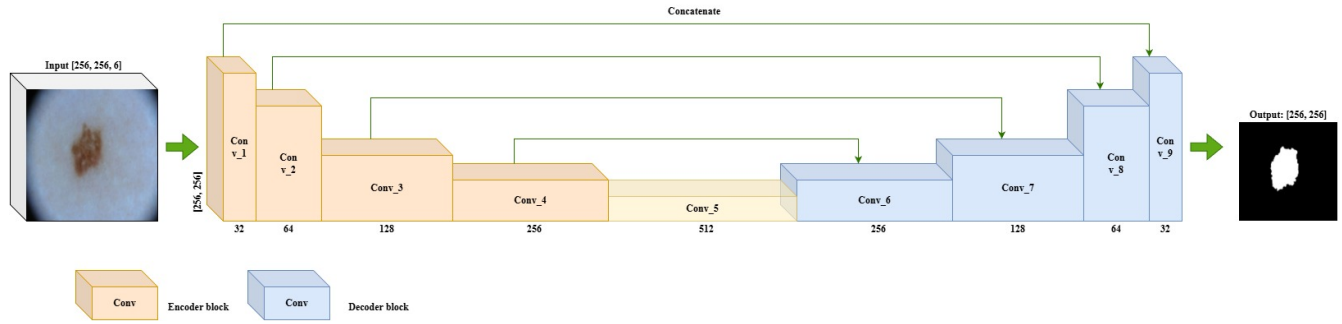 Concatenate
Input [256, 256, 6]
Output: [256, 256]
[256, 256]
Con
v_1
Con
v_2
Conv_3
Conv_4
Conv_5
Conv_6
Conv_7
Con
v_8
Con
v_9
32
64
128
256
512
256
128
64
32
Conv
Encoder block
Conv
Decoder block